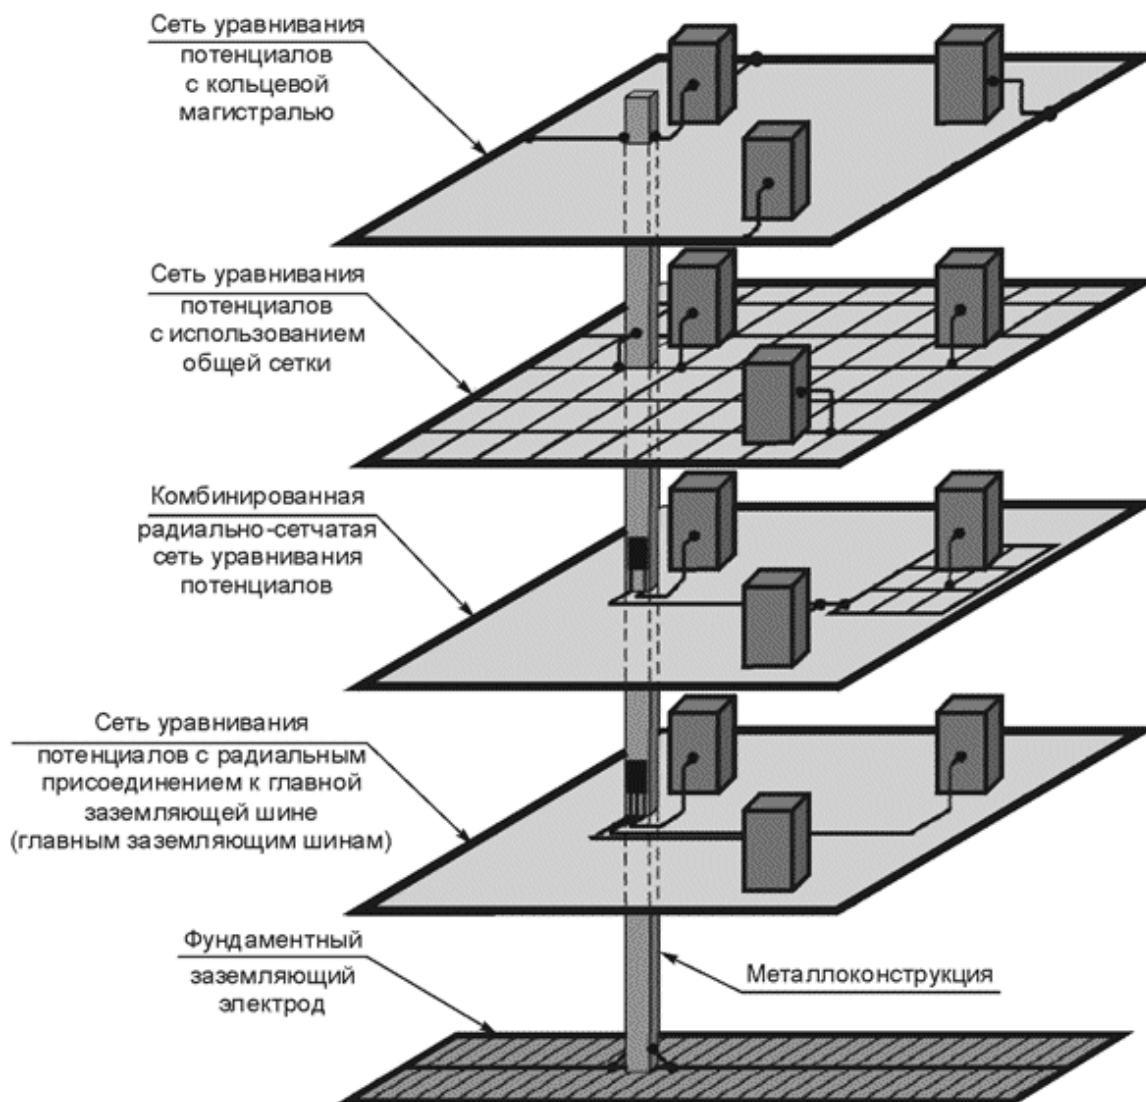 Сеть уравнивания
потенциалов
с кольцевой
магистралью
Сеть уравнивания
потенциалов
с использованием
общей сетки
Комбинированная
радиально-сетчатая
сеть уравнивания
потенциалов
Сеть уравнивания
потенциалов с радиальным
присоединением к главной
заземляющей шине
(главным заземляющим шинам)
Фундаментный
заземляющий
электрод
Металлоконструкция